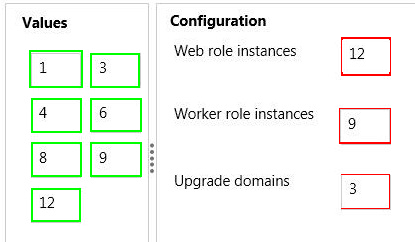 Values
1 3
4 6
8 9
12
Configuration
Web role instances 12
Worker role instances 9
Upgrade domains 3